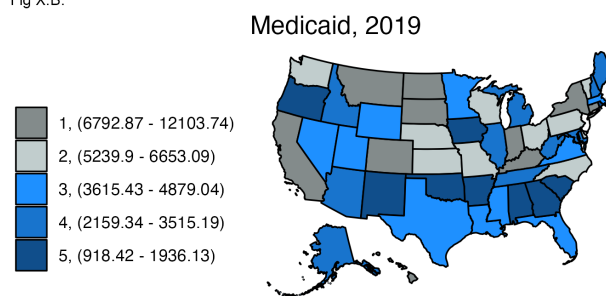 Fig X.B.
Medicaid, 2019
1, (6792.87 - 12103.74)
2, (5239.9 - 6653.09)
3, (3615.43 - 4879.04)
4, (2159.34 - 3515.19)
5, (918.42 - 1936.13)